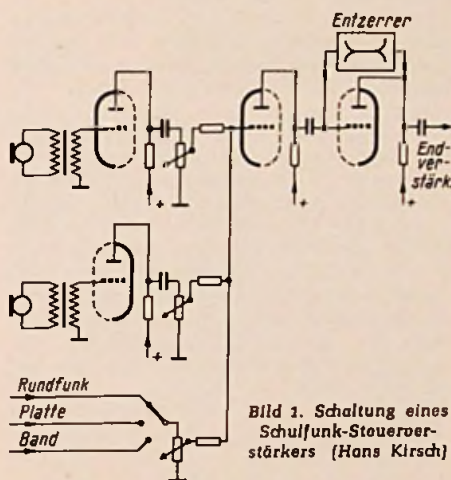 Entzerrer
+
+
+
End-
ver-
stärk.
+
Rundfunk
Platte
Band
Bild 1. Schaltung eines
Schulfunk-Steuerver-
stärkers (Hans Kirsch)